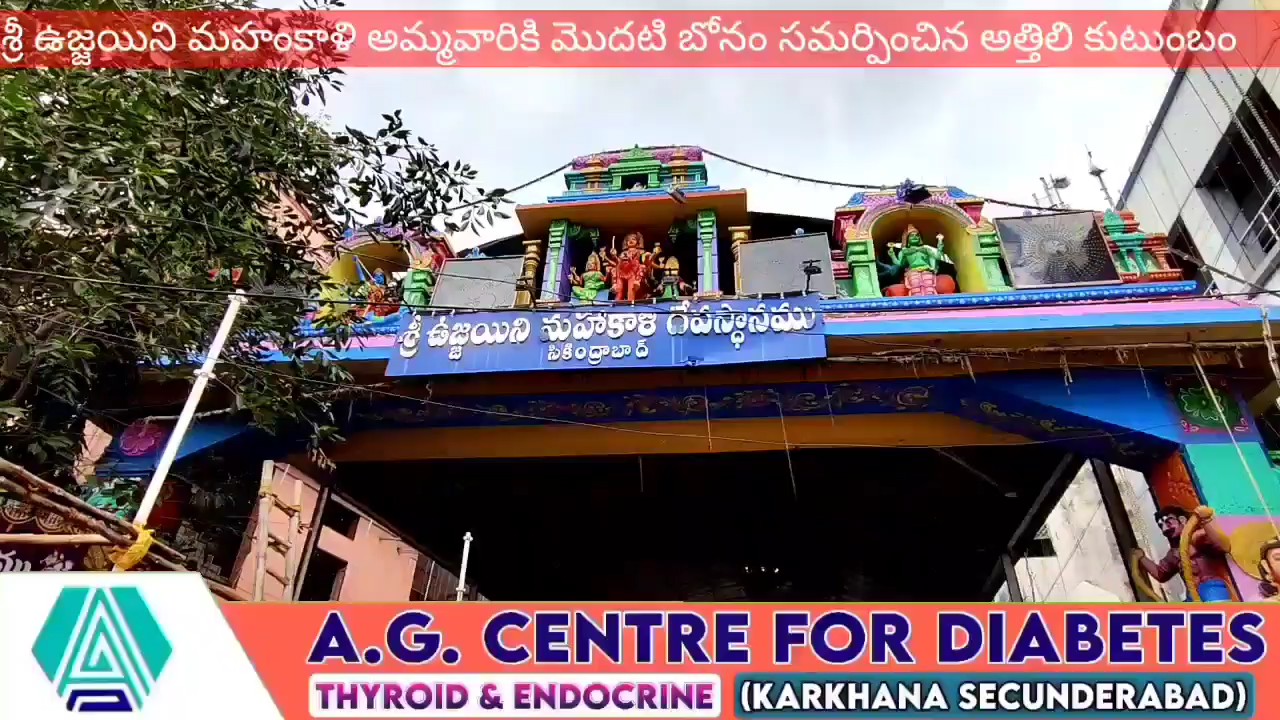 శ్రీ ఉజ్జయిని మహంకాళి అమ్మవారికి మొదటి బోనం సమర్పించిన అత్తిలి కుటుంబం
శ్రీ ఉజ్జయిని మహాకాళి దేవస్థానము
సికింద్రాబాద్
A.G. CENTRE FOR DIABETES
THYROID & ENDOCRINE (KARKHANA SECUNDERABAD)